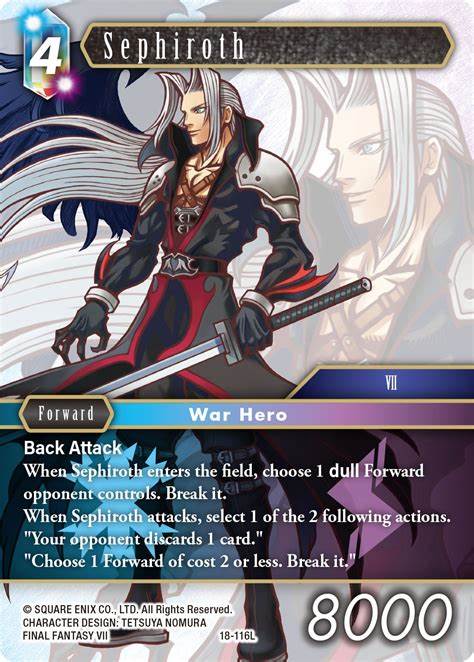 4
Sephiroth
VII
Forward
War Hero
Back Attack
When Sephiroth enters the field, choose 1 dull Forward
opponent controls. Break it.
When Sephiroth attacks, select 1 of the 2 following actions.
"Your opponent discards 1 card."
"Choose 1 Forward of cost 2 or less. Break it."
© SQUARE ENIX CO., LTD. All Rights Reserved.
CHARACTER DESIGN: TETSUYA NOMURA
FINAL FANTASY VII
18-116L
8000